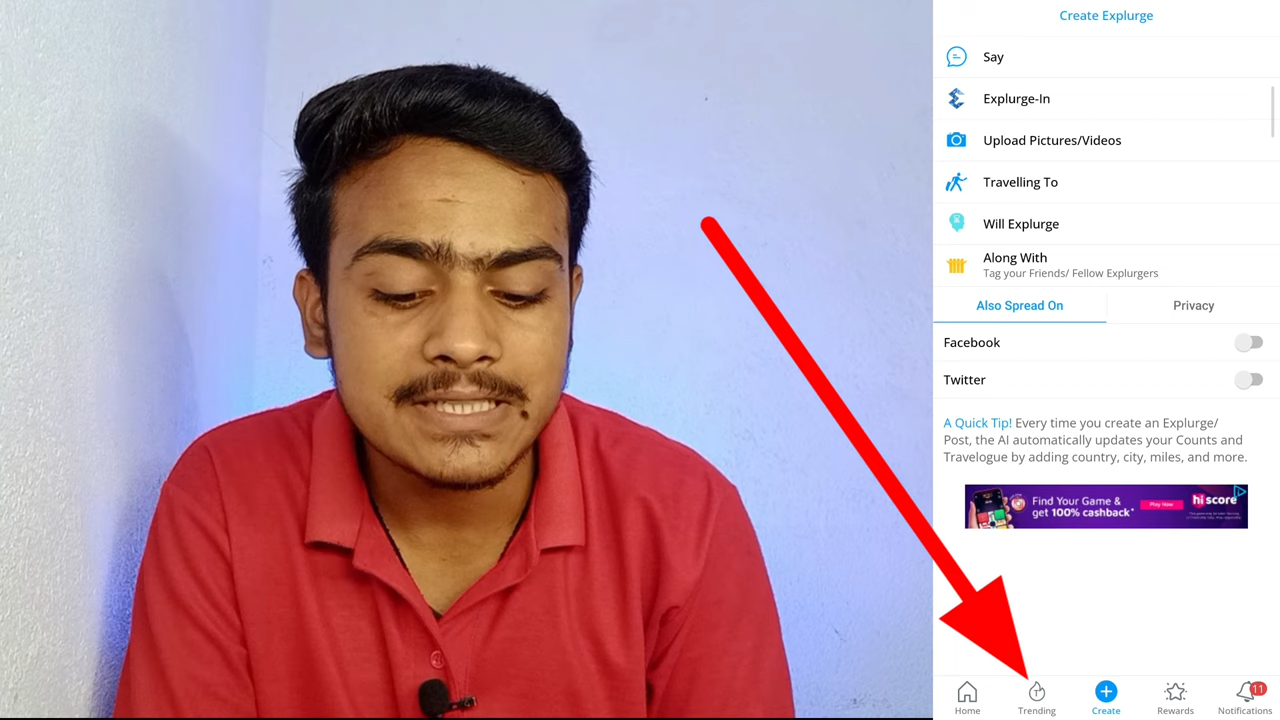 Create Explurge
Say
Explurge-In
Upload Pictures/Videos
Travelling To
Will Explurge
Along With
Tag your Friends/ Fellow Explurgers
Also Spread On
Privacy
Facebook
Twitter
A Quick Tip! Every time you create an Explurge/
Post, the AI automatically updates your Counts and
Travelogue by adding country, city, miles, and more.
Find Your Game &
get 100% cashback*
Play Now
hi score
11
Home
Trending
Create
Rewards
Notifications